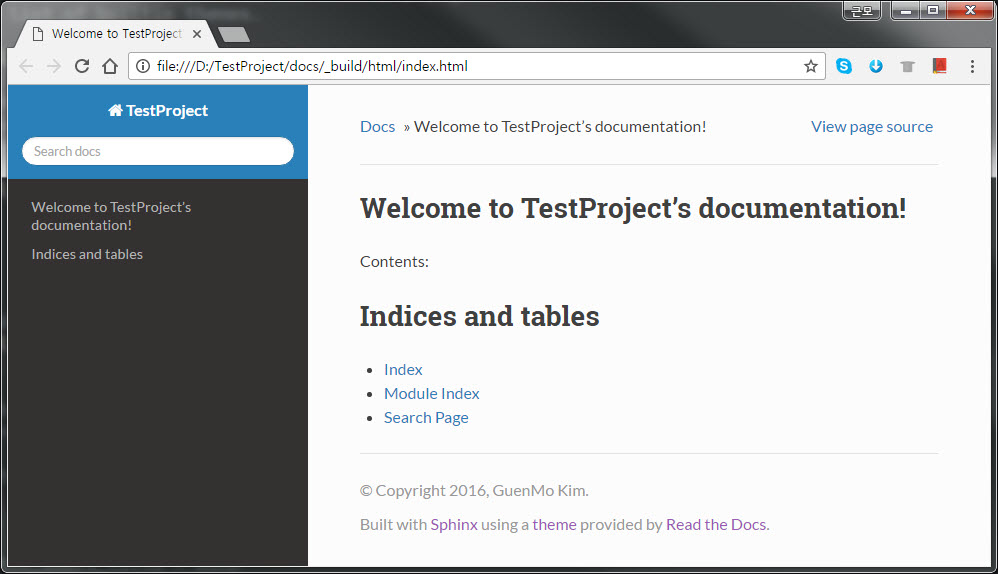 근모
Welcome to TestProject
file:///D:/TestProject/docs/_build/html/index.html
TestProject
Search docs
Welcome to TestProject's
documentation!
Indices and tables
Docs » Welcome to TestProject's documentation!
View page source
Welcome to TestProject's documentation!
Contents:
Indices and tables
Index
Module Index
Search Page
© Copyright 2016, GuenMo Kim.
Built with Sphinx using a theme provided by Read the Docs.